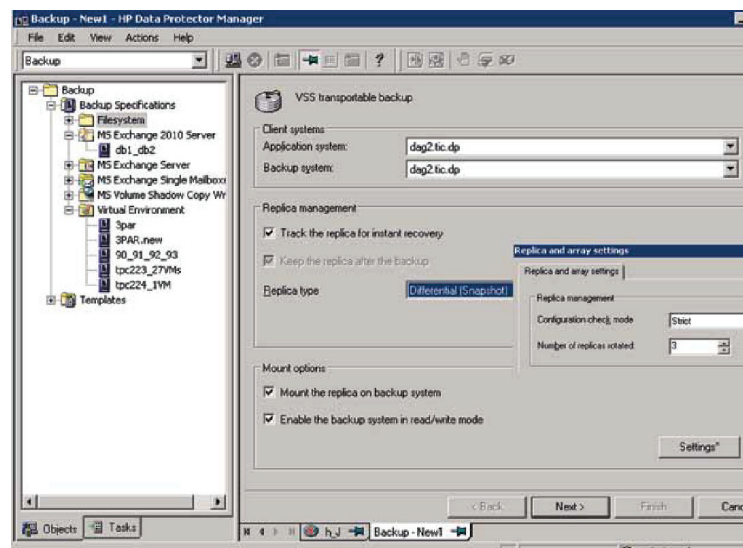 Backup - New1 - HP Data Protector Manager
File Edit View Actions Help
Backup
Backup
Backup Specifications
Filesystem
MS Exchange 2010 Server
db1_db2
MS Exchange Server
MS Exchange Single Mailboxe
MS Volume Shadow Copy Wr
Virtual Environment
3par
3PAR.new
90_91_92_93
tpc223_27VMs
tpc224_1VM
Templates
Objects Tasks
VSS transportable backup
Client systems
Application system: dag2.tic.dp
Backup system: dag2.tic.dp
Replica management
Track the replica for instant recovery
Keep the replica after the backup
Replica type Differential (Snapshot)
Replica and array settings
Replica and array settings
Replica management
Configuration check mode Strict
Number of replicas rotated: 3
Mount options
Mount the replica on backup system
Enable the backup system in read/write mode
Settings*
< Back Next > Finish Canc
h_J Backup - New1